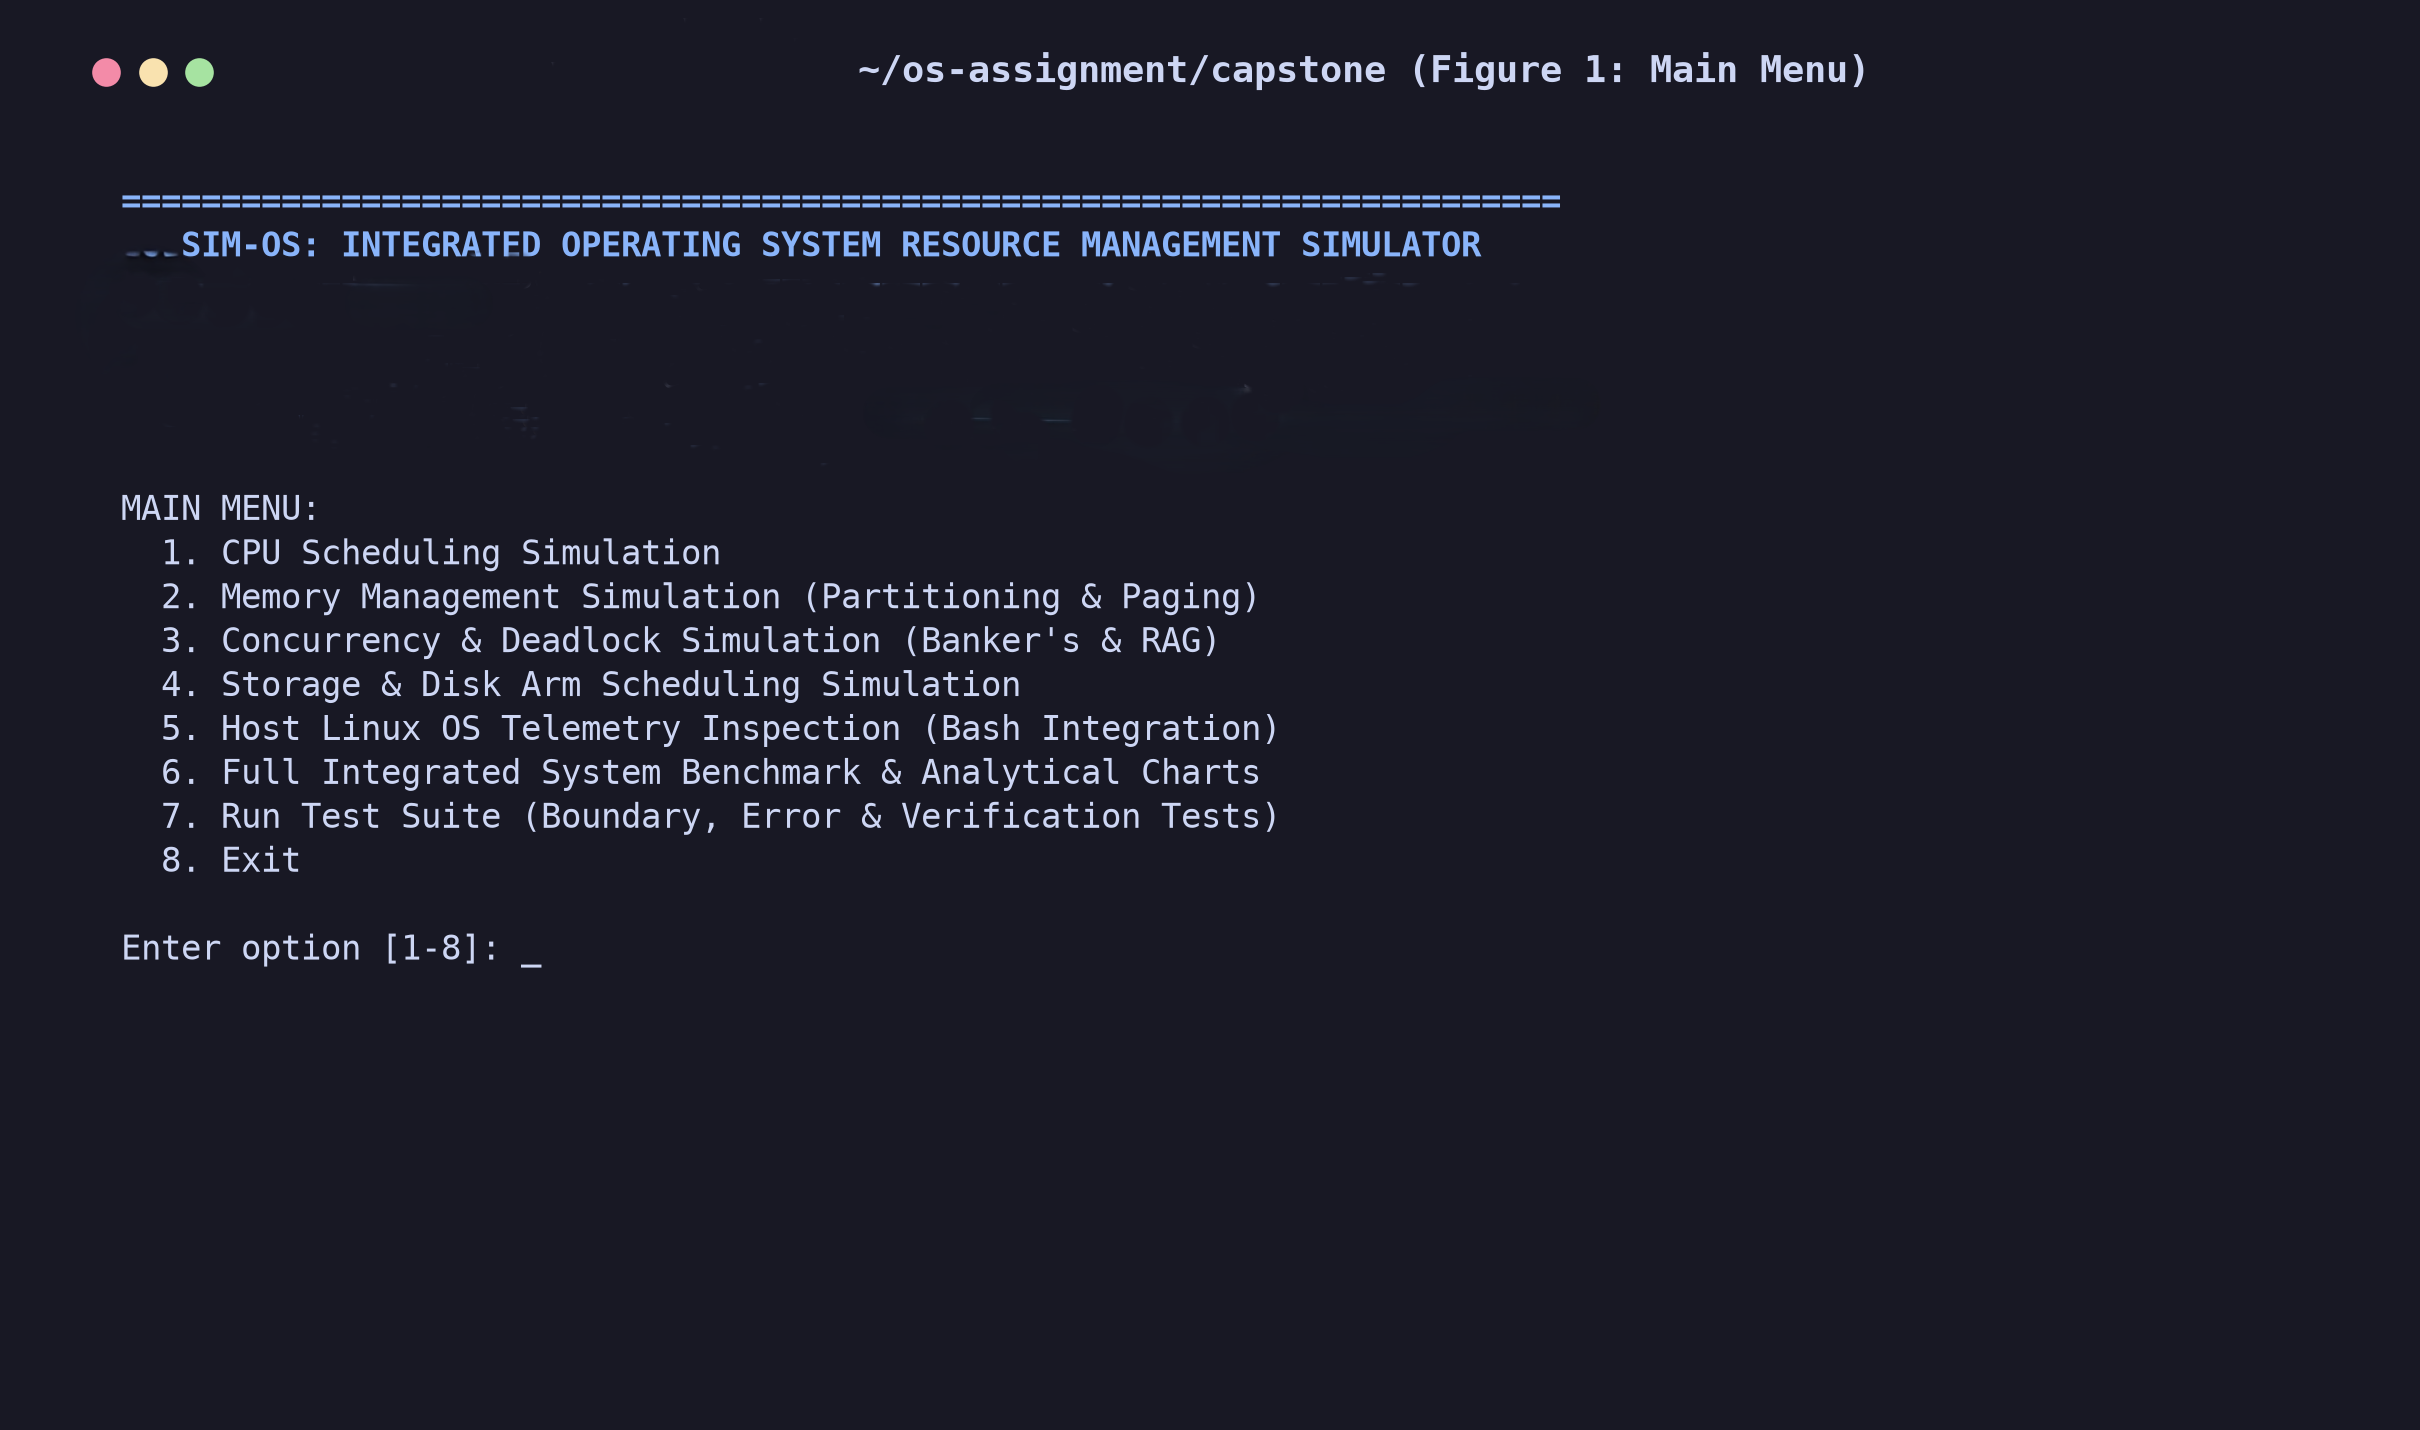 ~/os-assignment/capstone (Figure 1: Main Menu)
========================================================================
SIM-OS: INTEGRATED OPERATING SYSTEM RESOURCE MANAGEMENT SIMULATOR
MAIN MENU:
1. CPU Scheduling Simulation
2. Memory Management Simulation (Partitioning & Paging)
3. Concurrency & Deadlock Simulation (Banker's & RAG)
4. Storage & Disk Arm Scheduling Simulation
5. Host Linux OS Telemetry Inspection (Bash Integration)
6. Full Integrated System Benchmark & Analytical Charts
7. Run Test Suite (Boundary, Error & Verification Tests)
8. Exit
Enter option [1-8]: _